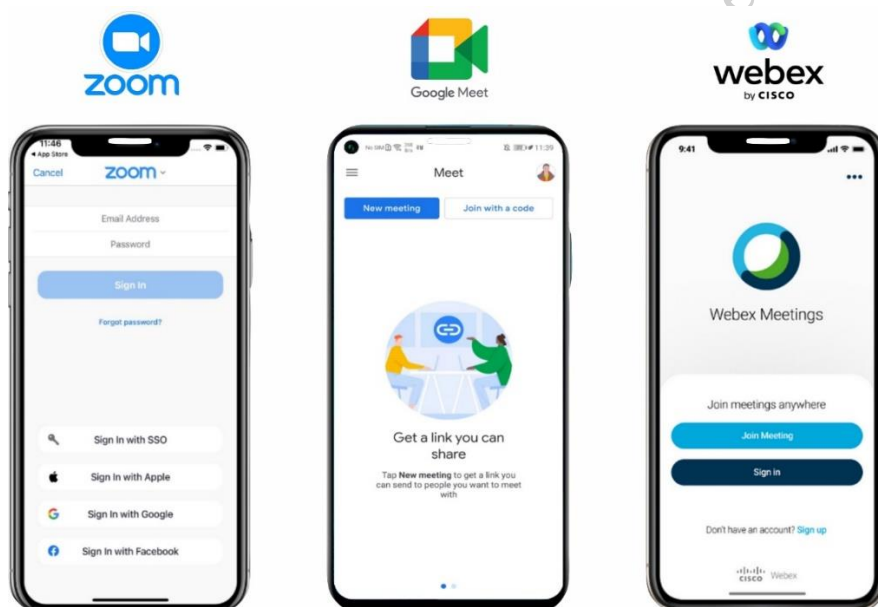 zoom
Google Meet
webex
by CISCO
11:46
App Store
Cancel
zoom
Email Address
Password
Sign In
Forgot password?
Sign In with SSO
Sign In with Apple
Sign In with Google
Sign In with Facebook
No SIM
11:29
Meet
New meeting
Join with a code
Get a link you can
share
Tap New meeting to get a link you
can send to people you want to meet
with
9:41
Webex Meetings
Join meetings anywhere
Join Meeting
Sign in
Don't have an account? Sign up
CISCO Webex